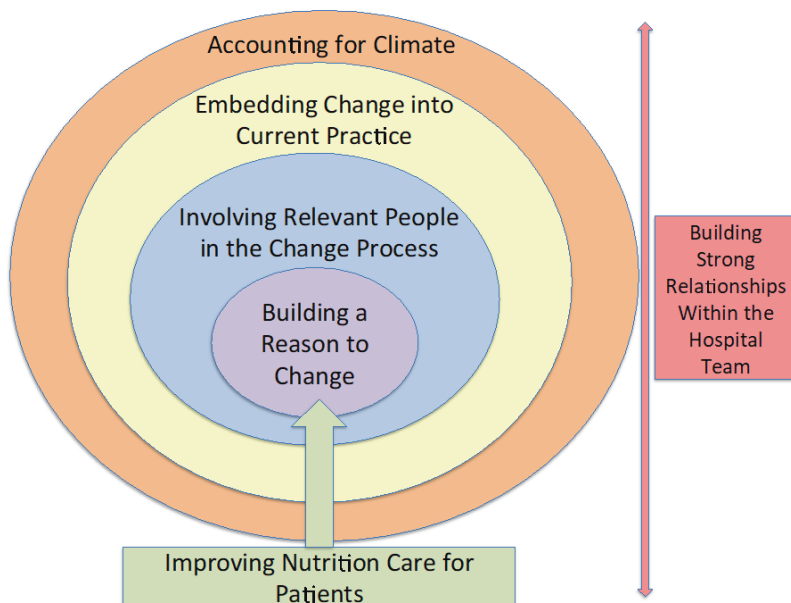 Accounting for Climate
Embedding Change into
Current Practice
Involving Relevant People
in the Change Process
Building a
Reason to
Change
Building
Strong
Relationships
Within the
Hospital
Team
Improving Nutrition Care for
Patients